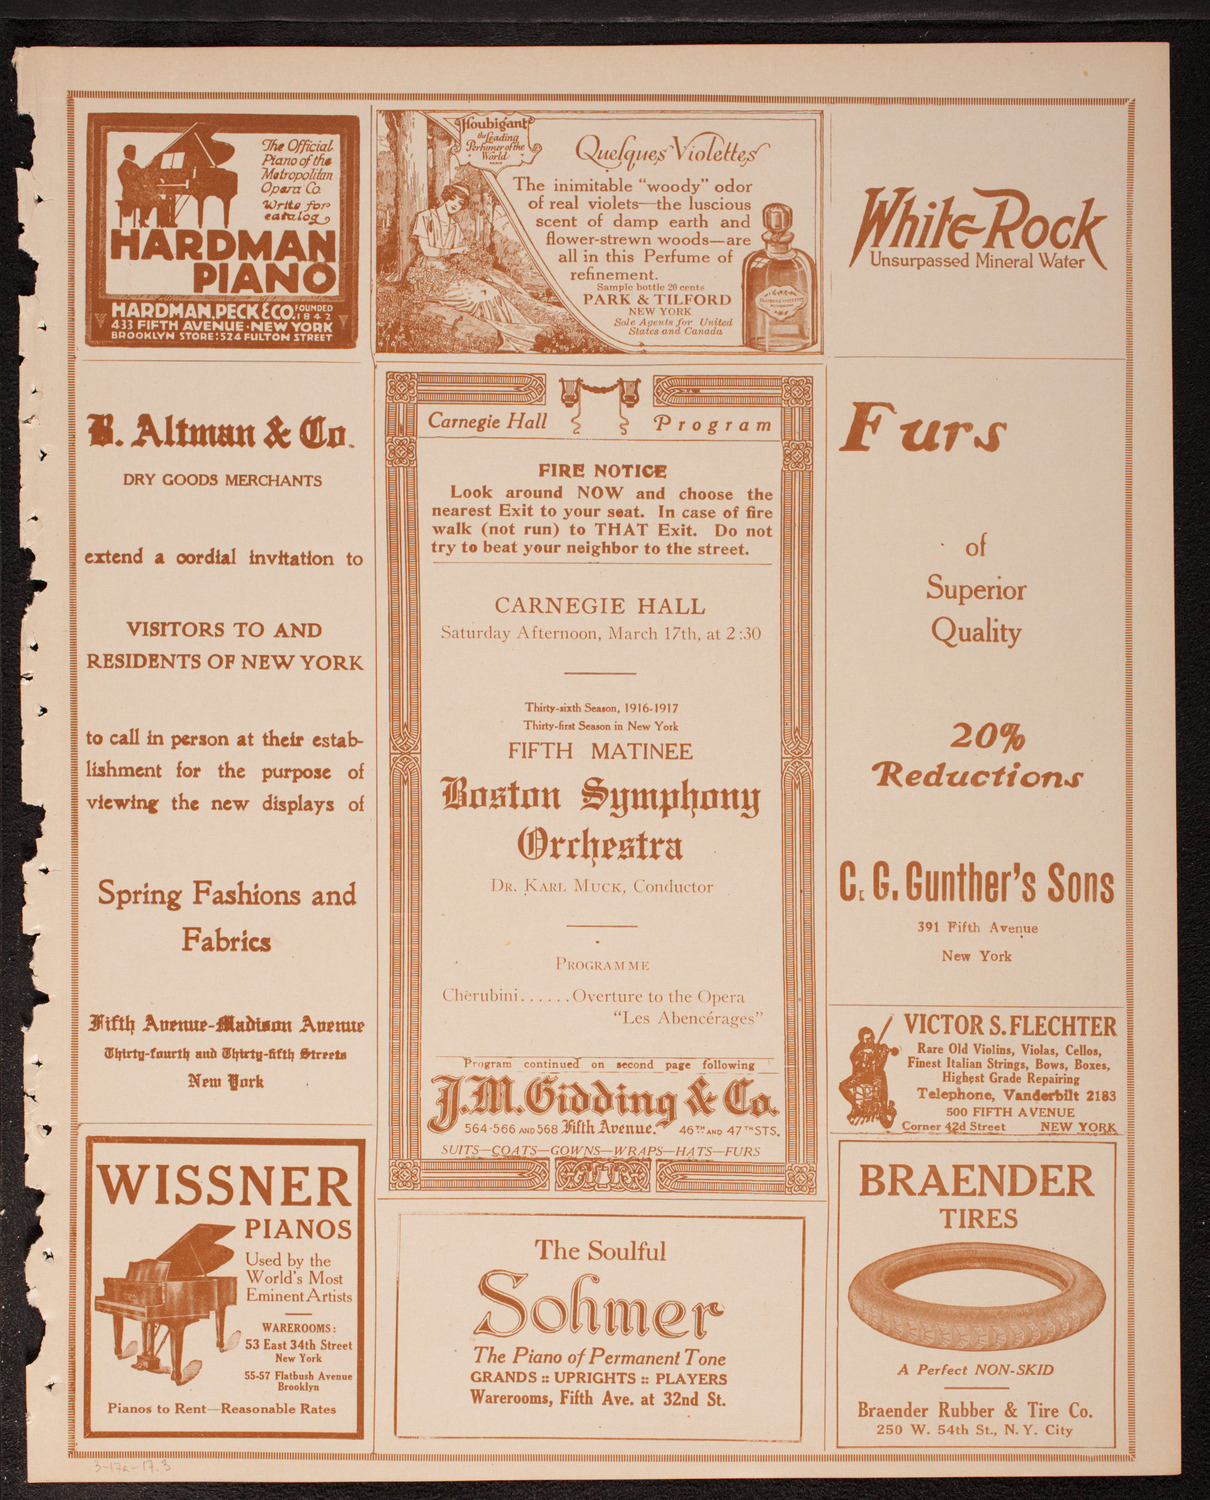 The Official
Piano of the
Metropolitan
Opera Co.
Write for
catalog
HARDMAN
PIANO
HARDMAN, PECK & CO. FOUNDED 1842
433 FIFTH AVENUE · NEW YORK
BROOKLYN STORE: 524 FULTON STREET
Houbigant
the Leading
Perfumer of the
World
PARIS
Quelques Violettes
The inimitable "woody" odor
of real violets—the luscious
scent of damp earth and
flower-strewn woods—are
all in this Perfume of
refinement.
Sample bottle 20 cents
PARK & TILFORD
NEW YORK
Sole Agents for United
States and Canada
White Rock
Unsurpassed Mineral Water
B. Altman & Co.
DRY GOODS MERCHANTS
extend a cordial invitation to
VISITORS TO AND
RESIDENTS OF NEW YORK
to call in person at their estab-
lishment for the purpose of
viewing the new displays of
Spring Fashions and
Fabrics
Fifth Avenue-Madison Avenue
Thirty-fourth and Thirty-fifth Streets
New York
WISSNER
PIANOS
Used by the
World's Most
Eminent Artists
WAREROOMS:
53 East 34th Street
New York
55-57 Flatbush Avenue
Brooklyn
Pianos to Rent—Reasonable Rates
Carnegie Hall Program
FIRE NOTICE
Look around NOW and choose the
nearest Exit to your seat. In case of fire
walk (not run) to THAT Exit. Do not
try to beat your neighbor to the street.
CARNEGIE HALL
Saturday Afternoon, March 17th, at 2:30
Thirty-sixth Season, 1916-1917
Thirty-first Season in New York
FIFTH MATINEE
Boston Symphony
Orchestra
DR. KARL MUCK, Conductor
PROGRAMME
Cherubini......Overture to the Opera
"Les Abencérages"
Program continued on second page following
J.M. Gidding & Co.
564-566 AND 568 Fifth Avenue. 46TH AND 47TH STS.
SUITS—COATS—GOWNS—WRAPS—HATS—FURS
The Soulful
Sohmer
The Piano of Permanent Tone
GRANDS :: UPRIGHTS :: PLAYERS
Warerooms, Fifth Ave. at 32nd St.
Furs
of
Superior
Quality
20%
Reductions
C. G. Gunther's Sons
391 Fifth Avenue
New York
VICTOR S. FLECHTER
Rare Old Violins, Violas, Cellos,
Finest Italian Strings, Bows, Boxes,
Highest Grade Repairing
Telephone, Vanderbilt 2183
500 FIFTH AVENUE
Corner 42d Street NEW YORK
BRAENDER
TIRES
A Perfect NON-SKID
Braender Rubber & Tire Co.
250 W. 54th St., N. Y. City
3-17a-17.3